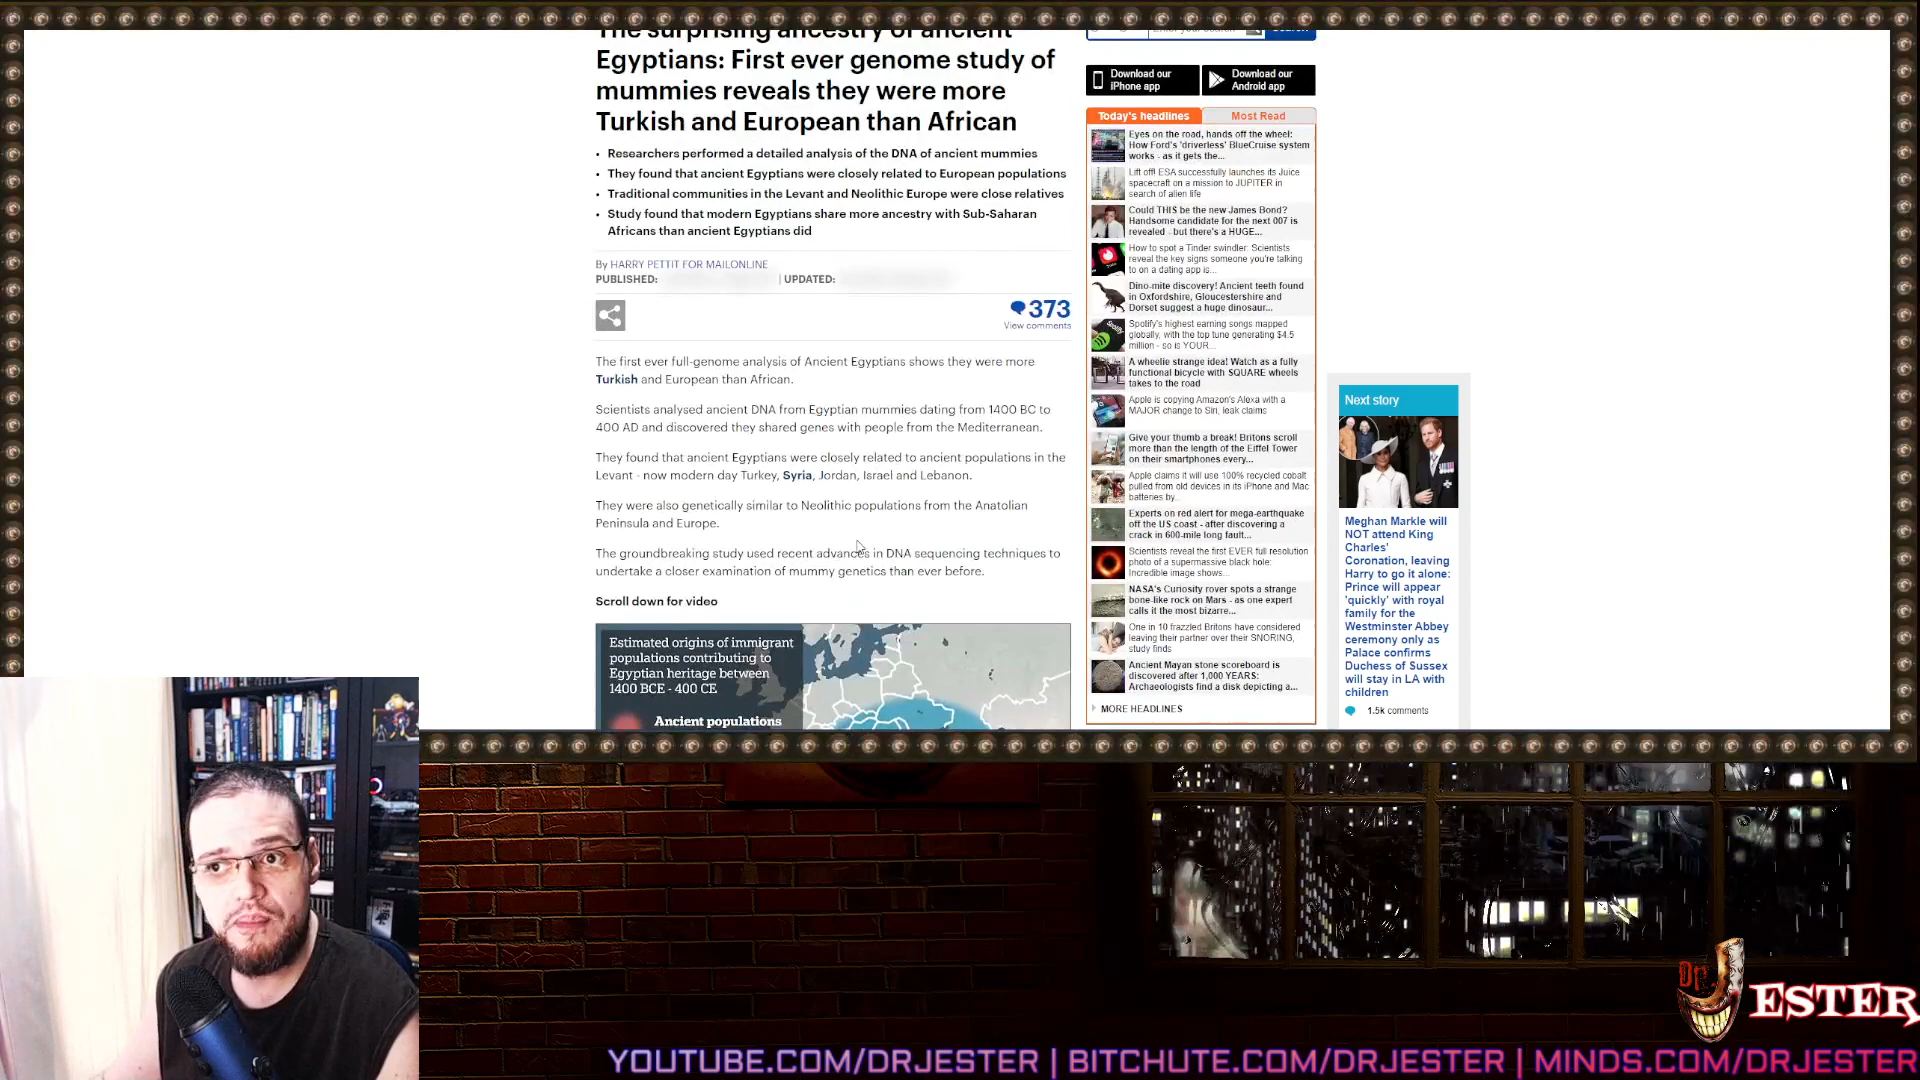 The surprising ancestry of ancient
Egyptians: First ever genome study of
mummies reveals they were more
Turkish and European than African
• Researchers performed a detailed analysis of the DNA of ancient mummies
• They found that ancient Egyptians were closely related to European populations
• Traditional communities in the Levant and Neolithic Europe were close relatives
• Study found that modern Egyptians share more ancestry with Sub-Saharan
Africans than ancient Egyptians did
By HARRY PETTIT FOR MAILONLINE
PUBLISHED: | UPDATED:
373
View comments
The first ever full-genome analysis of Ancient Egyptians shows they were more
Turkish and European than African.
Scientists analysed ancient DNA from Egyptian mummies dating from 1400 BC to
400 AD and discovered they shared genes with people from the Mediterranean.
They found that ancient Egyptians were closely related to ancient populations in the
Levant - now modern day Turkey, Syria, Jordan, Israel and Lebanon.
They were also genetically similar to Neolithic populations from the Anatolian
Peninsula and Europe.
The groundbreaking study used recent advances in DNA sequencing techniques to
undertake a closer examination of mummy genetics than ever before.
Scroll down for video
Estimated origins of immigrant
populations contributing to
Egyptian heritage between
1400 BCE - 400 CE
Ancient populations
Download our
iPhone app
Download our
Android app
Today's headlines
Most Read
Eyes on the road, hands off the wheel:
How Ford's 'driverless' BlueCruise system
works - as it gets the...
Lift off! ESA successfully launches its Juice
spacecraft on a mission to JUPITER in
search of alien life
Could THIS be the new James Bond?
Handsome candidate for the next 007 is
revealed - but there's a HUGE...
How to spot a Tinder swindler: Scientists
reveal the key signs someone you're talking
to on a dating app is...
Dino-mite discovery! Ancient teeth found
in Oxfordshire, Gloucestershire and
Dorset suggest a huge dinosaur...
Spotify's highest earning songs mapped
globally, with the top tune generating $4.5
million - so is YOUR...
A wheelie strange idea! Watch as a fully
functional bicycle with SQUARE wheels
takes to the road
Apple is copying Amazon's Alexa with a
MAJOR change to Siri, leak claims
Give your thumb a break! Britons scroll
more than the length of the Eiffel Tower
on their smartphones every...
Apple claims it will use 100% recycled cobalt
pulled from old devices in its iPhone and Mac
batteries by...
Experts on red alert for mega-earthquake
off the US coast - after discovering a
crack in 600-mile long fault...
Scientists reveal the first EVER full resolution
photo of a supermassive black hole:
Incredible image shows...
NASA's Curiosity rover spots a strange
bone-like rock on Mars - as one expert
calls it the most bizarre...
One in 10 frazzled Britons have considered
leaving their partner over their SNORING,
study finds
Ancient Mayan stone scoreboard is
discovered after 1,000 YEARS:
Archaeologists find a disk depicting a...
MORE HEADLINES
Next story
Meghan Markle will
NOT attend King
Charles'
Coronation, leaving
Harry to go it alone:
Prince will appear
'quickly' with royal
family for the
Westminster Abbey
ceremony only as
Palace confirms
Duchess of Sussex
will stay in LA with
children
1.5k comments
Dr. JESTER
YOUTUBE.COM/DRJESTER | BITCHUTE.COM/DRJESTER | MINDS.COM/DRJESTER